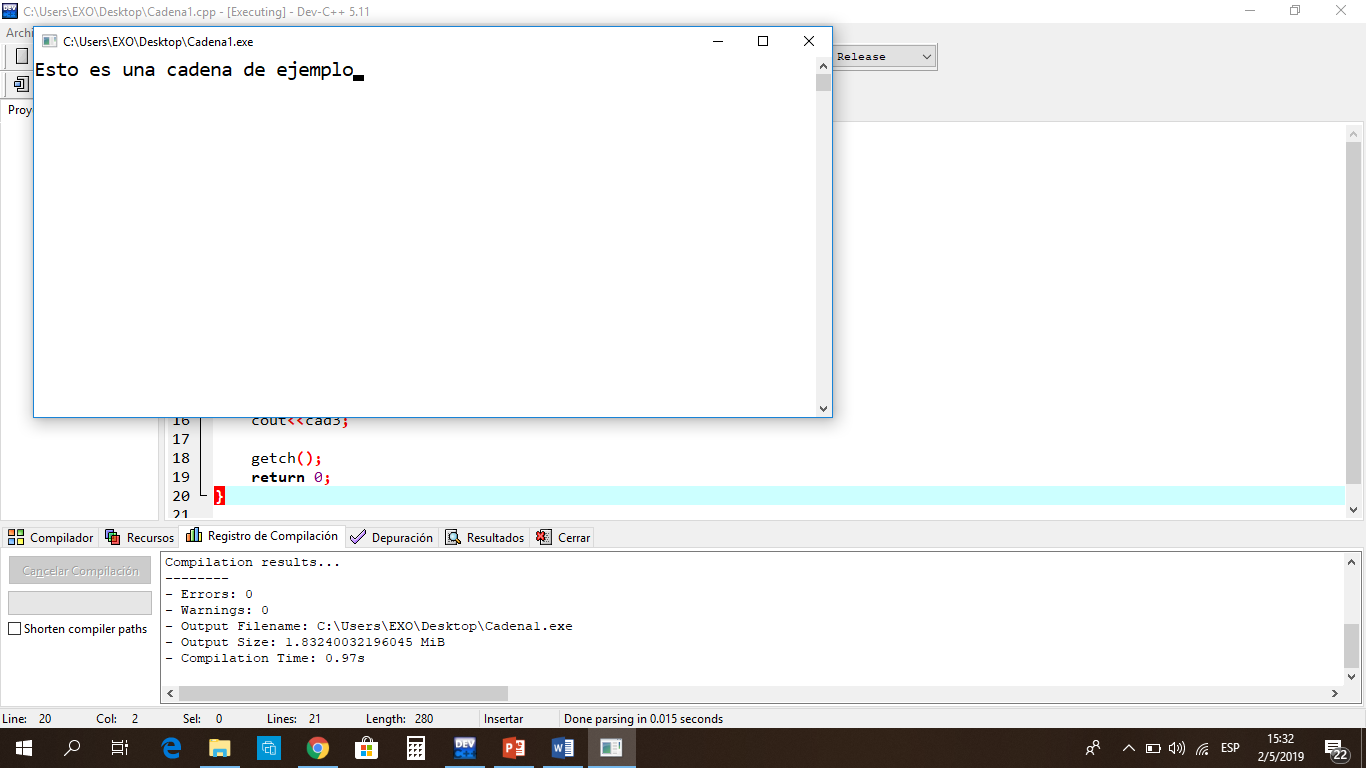 C:\Users\EXO\Desktop\Cadena1.cpp - [Executing] - Dev-C++ 5.11
Archi
C:\Users\EXO\Desktop\Cadena1.exe
Esto es una cadena de ejemplo
Release
Proy
16 cout<<cad3;
17
18 getch();
19 return 0;
20 }
21
Compilador Recursos Registro de Compilación Depuración Resultados Cerrar
Cancelar Compilación
Shorten compiler paths
Compilation results...
--------
- Errors: 0
- Warnings: 0
- Output Filename: C:\Users\EXO\Desktop\Cadena1.exe
- Output Size: 1.83240032196045 MiB
- Compilation Time: 0.97s
Line: 20 Col: 2 Sel: 0 Lines: 21 Length: 280 Insertar Done parsing in 0.015 seconds
DEV C++
ESP
15:32
2/5/2019
22